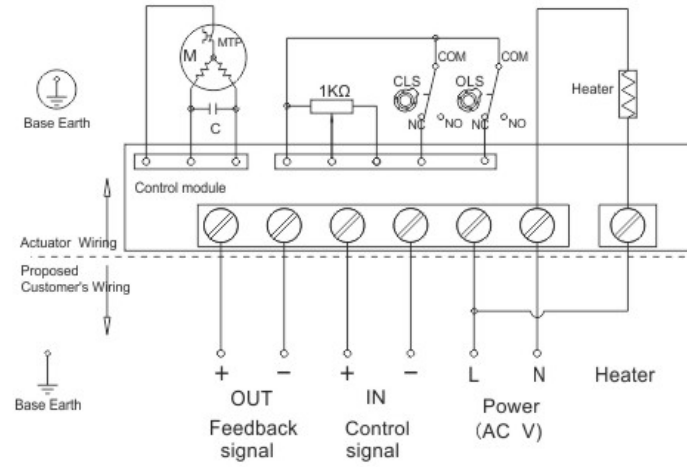 MTP
M
COM
COM
CLS
OLS
Heater
1KΩ
Base Earth
C
NC
NO
NC
NO
Control module
Actuator Wiring
Proposed
Customer's Wiring
+
−
+
−
L
N
Heater
Base Earth
OUT
IN
Power
Feedback
Control
(AC V)
signal
signal